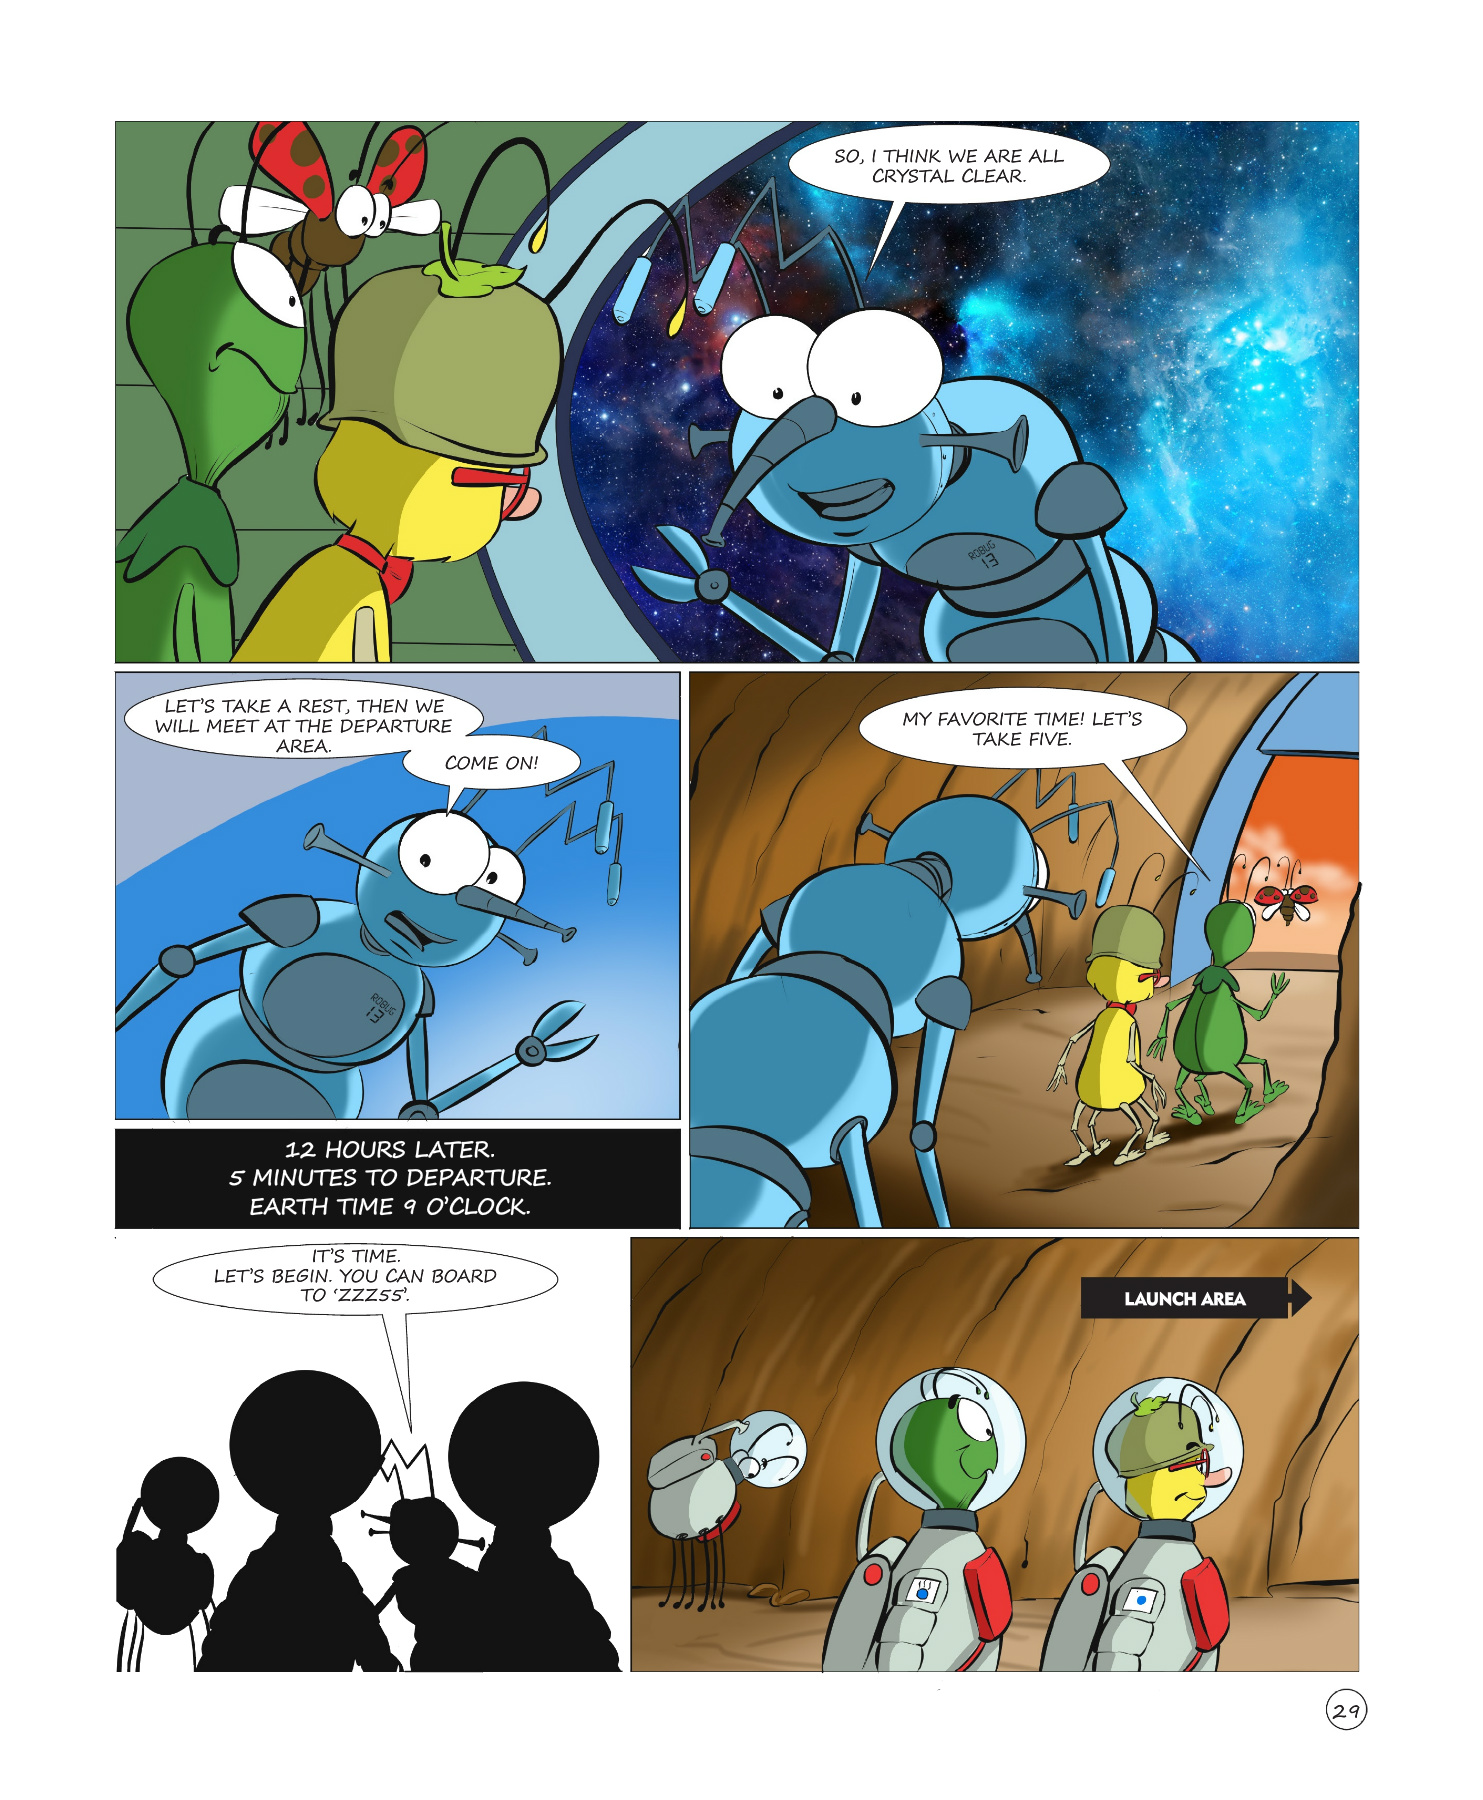 SO, I THINK WE ARE ALL
CRYSTAL CLEAR.
ROBUG
13
LET'S TAKE A REST, THEN WE
WILL MEET AT THE DEPARTURE
AREA.
COME ON!
ROBUG
13
MY FAVORITE TIME! LET'S
TAKE FIVE.
12 HOURS LATER.
5 MINUTES TO DEPARTURE.
EARTH TIME 9 O'CLOCK.
IT'S TIME.
LET'S BEGIN. YOU CAN BOARD
TO 'ZZZ55'.
LAUNCH AREA
29